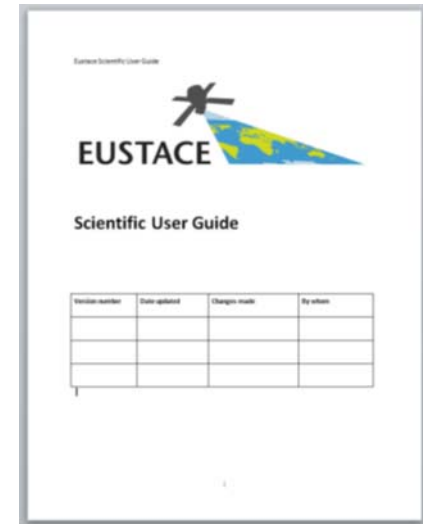 Eustace Scientific User Guide
EUSTACE
Scientific User Guide
Version number Date updated Changes made By whom